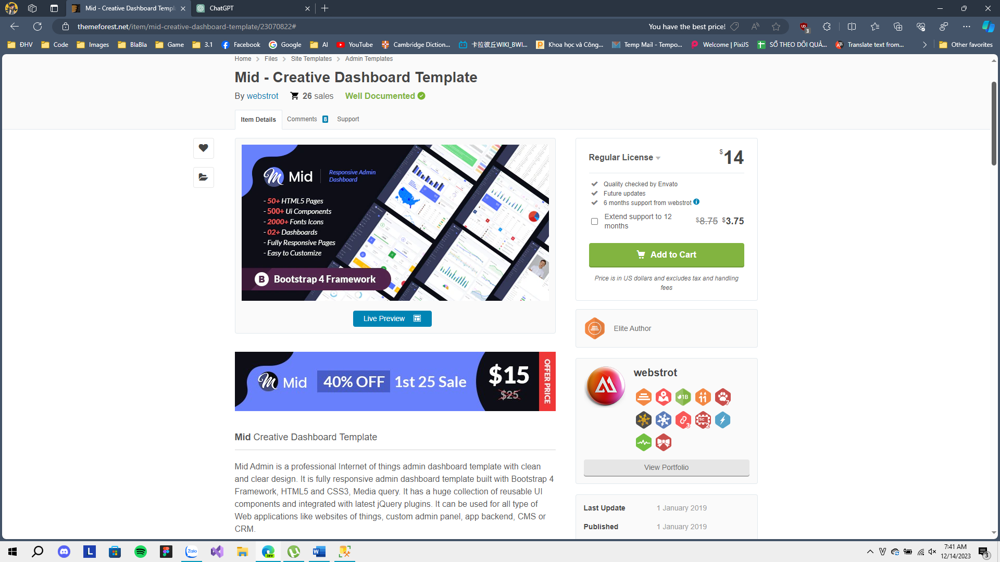 Mid - Creative Dashboard Templ
ChatGPT
themeforest.net/item/mid-creative-dashboard-template/23070822#
You have the best price!
3
ĐHV
Code
Images
BlaBla
Game
3.1
Facebook
Google
AI
YouTube
Cambridge Diction...
卡拉彼丘WIKI_BWI...
Khoa học và Công...
Temp Mail - Tempo...
Welcome | PixiJS
SỔ THEO DÕI QUẢ...
Translate text from...
Other favorites
Home
Files
Site Templates
Admin Templates
Mid - Creative Dashboard Template
By webstrot
26 sales
Well Documented
Item Details
Comments 8
Support
Mid
Responsive Admin
Dashboard
- 50+ HTML5 Pages
- 500+ Ui Components
- 2000+ Fonts Icons
- 02+ Dashboards
- Fully Responsive Pages
- Easy to Customize
B Bootstrap 4 Framework
Live Preview
Regular License
$14
Quality checked by Envato
Future updates
6 months support from webstrot
Extend support to 12
months
$8.75 $3.75
Add to Cart
Price is in US dollars and excludes tax and handling
fees
Elite Author
Mid
40% OFF 1st 25 Sale
$15
$25
OFFER PRICE
webstrot
1B
11
7
3
SC
2
View Portfolio
Mid Creative Dashboard Template
Mid Admin is a professional Internet of things admin dashboard template with clean
and clear design. It is fully responsive admin dashboard template built with Bootstrap 4
Framework, HTML5 and CSS3, Media query. It has a huge collection of reusable UI
components and integrated with latest jQuery plugins. It can be used for all type of
Web applications like websites of things, custom admin panel, app backend, CMS or
CRM.
Last Update 1 January 2019
Published 1 January 2019
L
Zalo
DEV
7:41 AM
12/14/2023
3